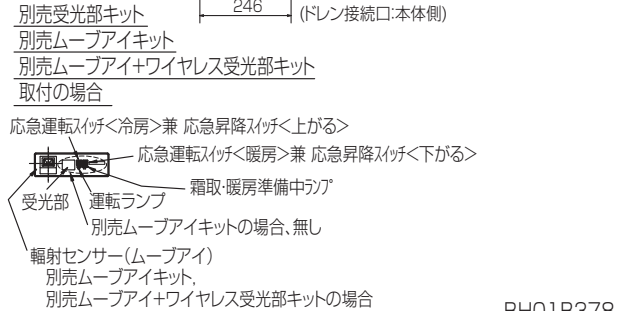 別売受光部キット
246
(ドレン接続口:本体側)
別売ムーブアイキット
別売ムーブアイ+ワイヤレス受光部キット
取付の場合
応急運転スイッチ<冷房>兼 応急昇降スイッチ<上がる>
応急運転スイッチ<暖房>兼 応急昇降スイッチ<下がる>
霜取・暖房準備中ランプ
受光部
運転ランプ
別売ムーブアイキットの場合、無し
輻射センサー(ムーブアイ)
別売ムーブアイキット,
別売ムーブアイ+ワイヤレス受光部キットの場合
BH01B378